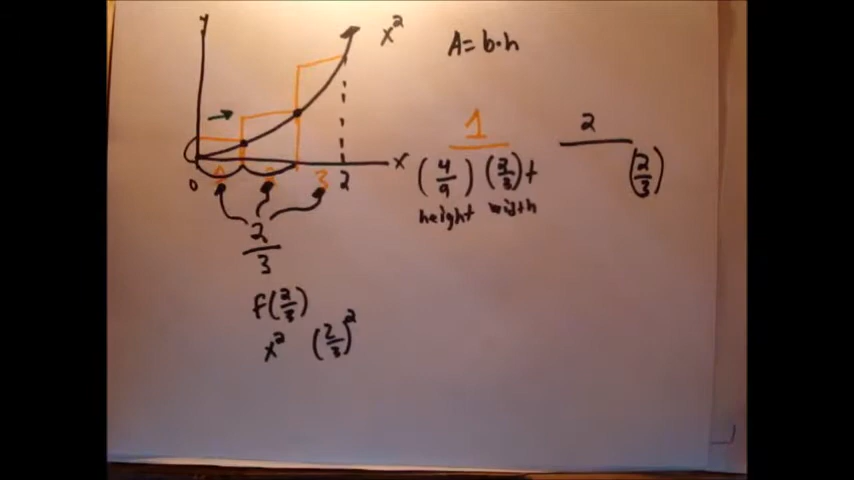 y
x²
A = b·h
1
2
x
(4/9) (2/3) +
(2/3)
height width
0
3
2
2/3
f(2/3)
x² (2/3)²